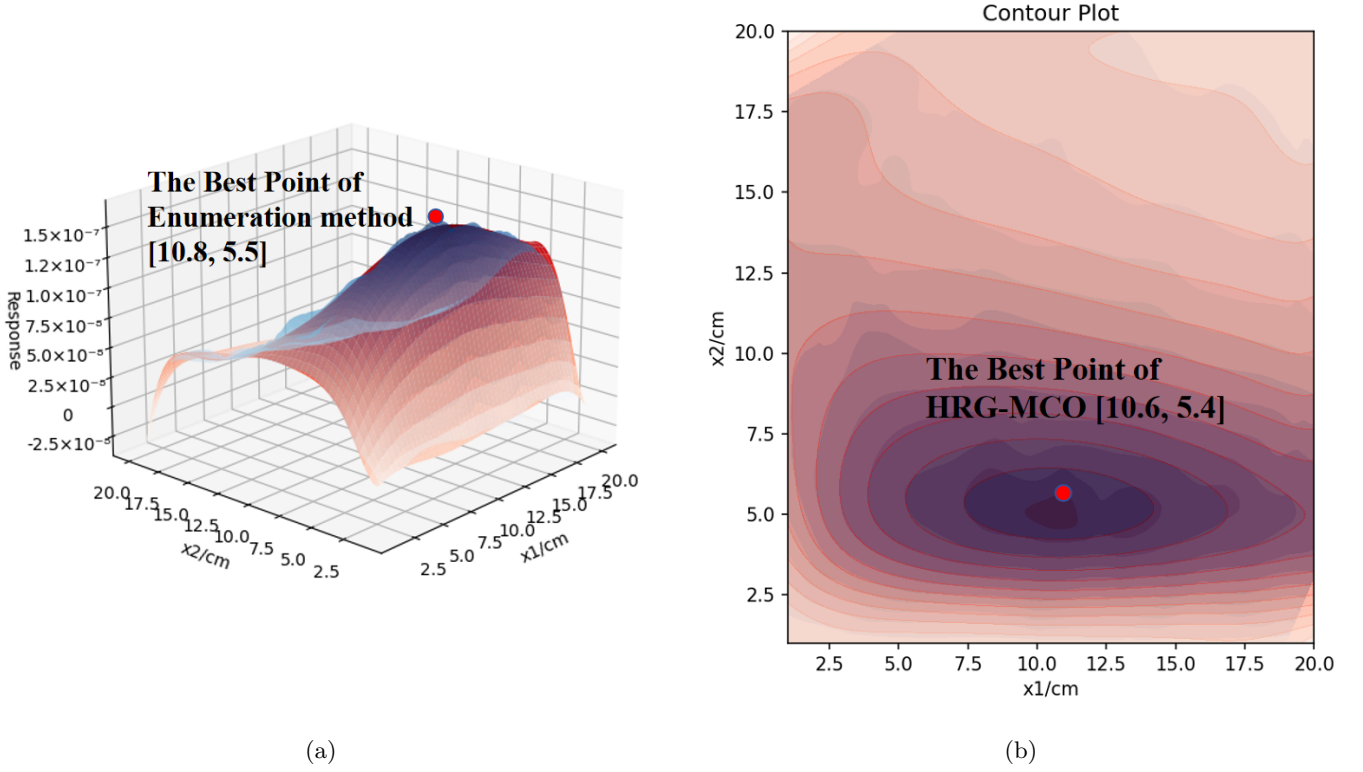 The Best Point of
Enumeration method
[10.8, 5.5]
1.5×10⁻⁷
1.2×10⁻⁷
1.0×10⁻⁷
7.5×10⁻⁸
5.0×10⁻⁸
2.5×10⁻⁸
0
-2.5×10⁻⁸
Response
20.0
17.5
15.0
12.5
10.0
7.5
5.0
2.5
x2/cm
2.5
5.0
7.5
10.0
12.5
15.0
17.5
20.0
x1/cm
(a)
Contour Plot
20.0
17.5
15.0
12.5
10.0
7.5
5.0
2.5
x2/cm
The Best Point of
HRG-MCO [10.6, 5.4]
2.5 5.0 7.5 10.0 12.5 15.0 17.5 20.0
x1/cm
(b)